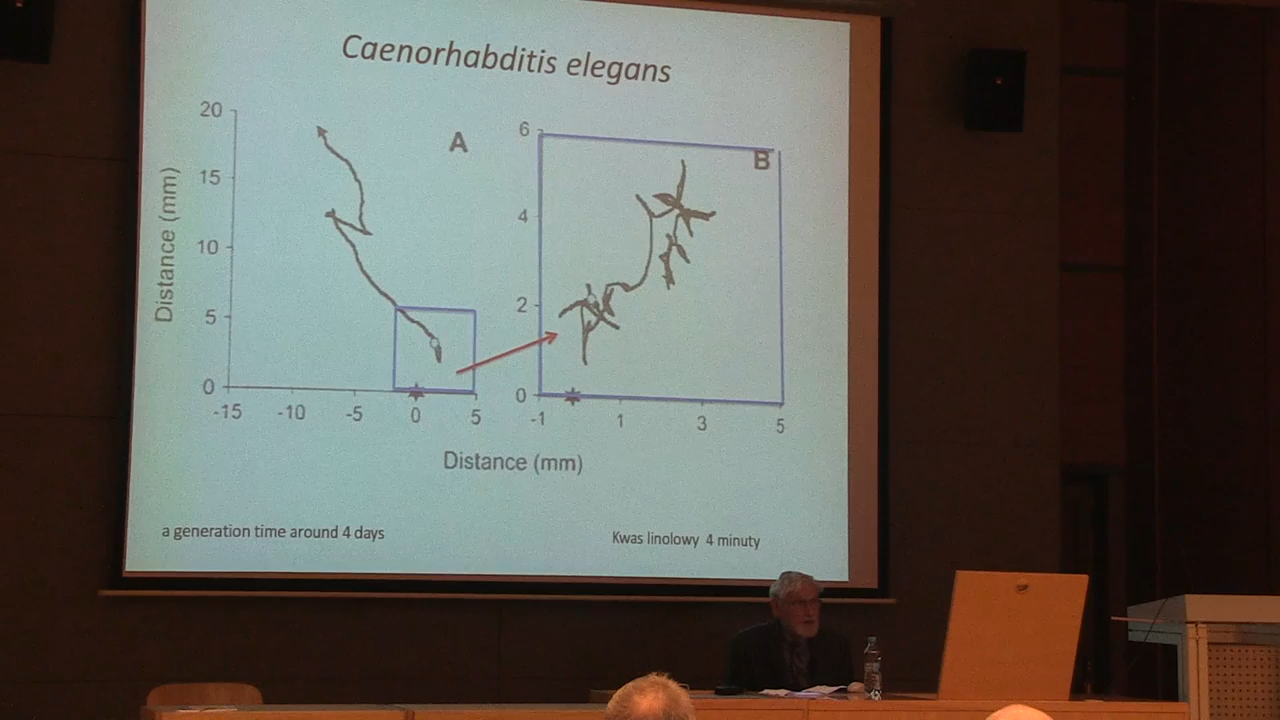 Caenorhabditis elegans
A
B
Distance (mm)
20
15
10
5
0
-15 -10 -5 0 5
6
4
2
0
-1 1 3 5
Distance (mm)
a generation time around 4 days
Kwas linolowy 4 minuty